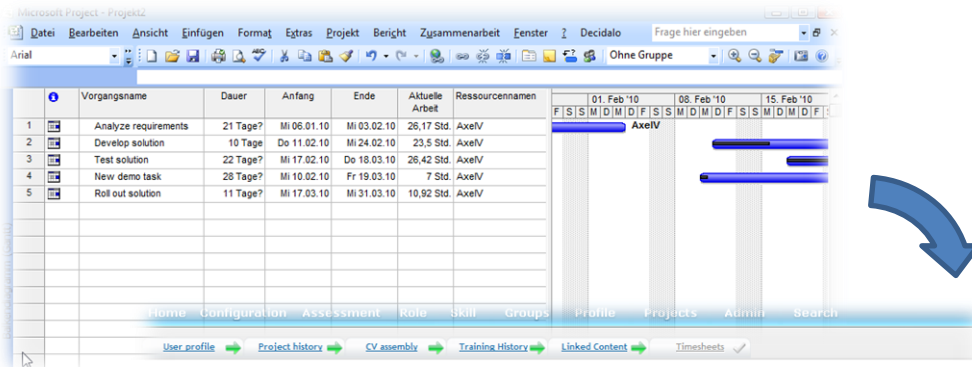 Microsoft Project - Projekt2
Datei Bearbeiten Ansicht Einfügen Format Extras Projekt Bericht Zusammenarbeit Fenster ? Decidalo Frage hier eingeben
Arial Ohne Gruppe
Vorgangsname Dauer Anfang Ende Aktuelle Arbeit Ressourcennamen 01. Feb '10 08. Feb '10 15. Feb '10
F S S M D M D F S S M D M D F S S M D M D F S
1 Analyze requirements 21 Tage? Mi 06.01.10 Mi 03.02.10 26,17 Std. AxelV AxelV
2 Develop solution 10 Tage Do 11.02.10 Mi 24.02.10 23,5 Std. AxelV
3 Test solution 22 Tage? Mi 17.02.10 Do 18.03.10 26,42 Std. AxelV
4 New demo task 28 Tage? Mi 10.02.10 Fr 19.03.10 7 Std. AxelV
5 Roll out solution 11 Tage? Mi 17.03.10 Mi 31.03.10 10,92 Std. AxelV
Home Configuration Assessment Role Skill Groups Profile Projects Admin Search
User profile Project history CV assembly Training History Linked Content Timesheets